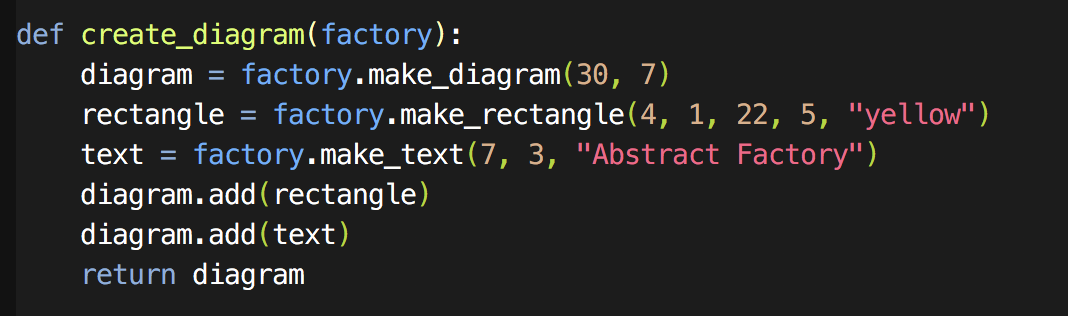 def create_diagram(factory):
    diagram = factory.make_diagram(30, 7)
    rectangle = factory.make_rectangle(4, 1, 22, 5, "yellow")
    text = factory.make_text(7, 3, "Abstract Factory")
    diagram.add(rectangle)
    diagram.add(text)
    return diagram